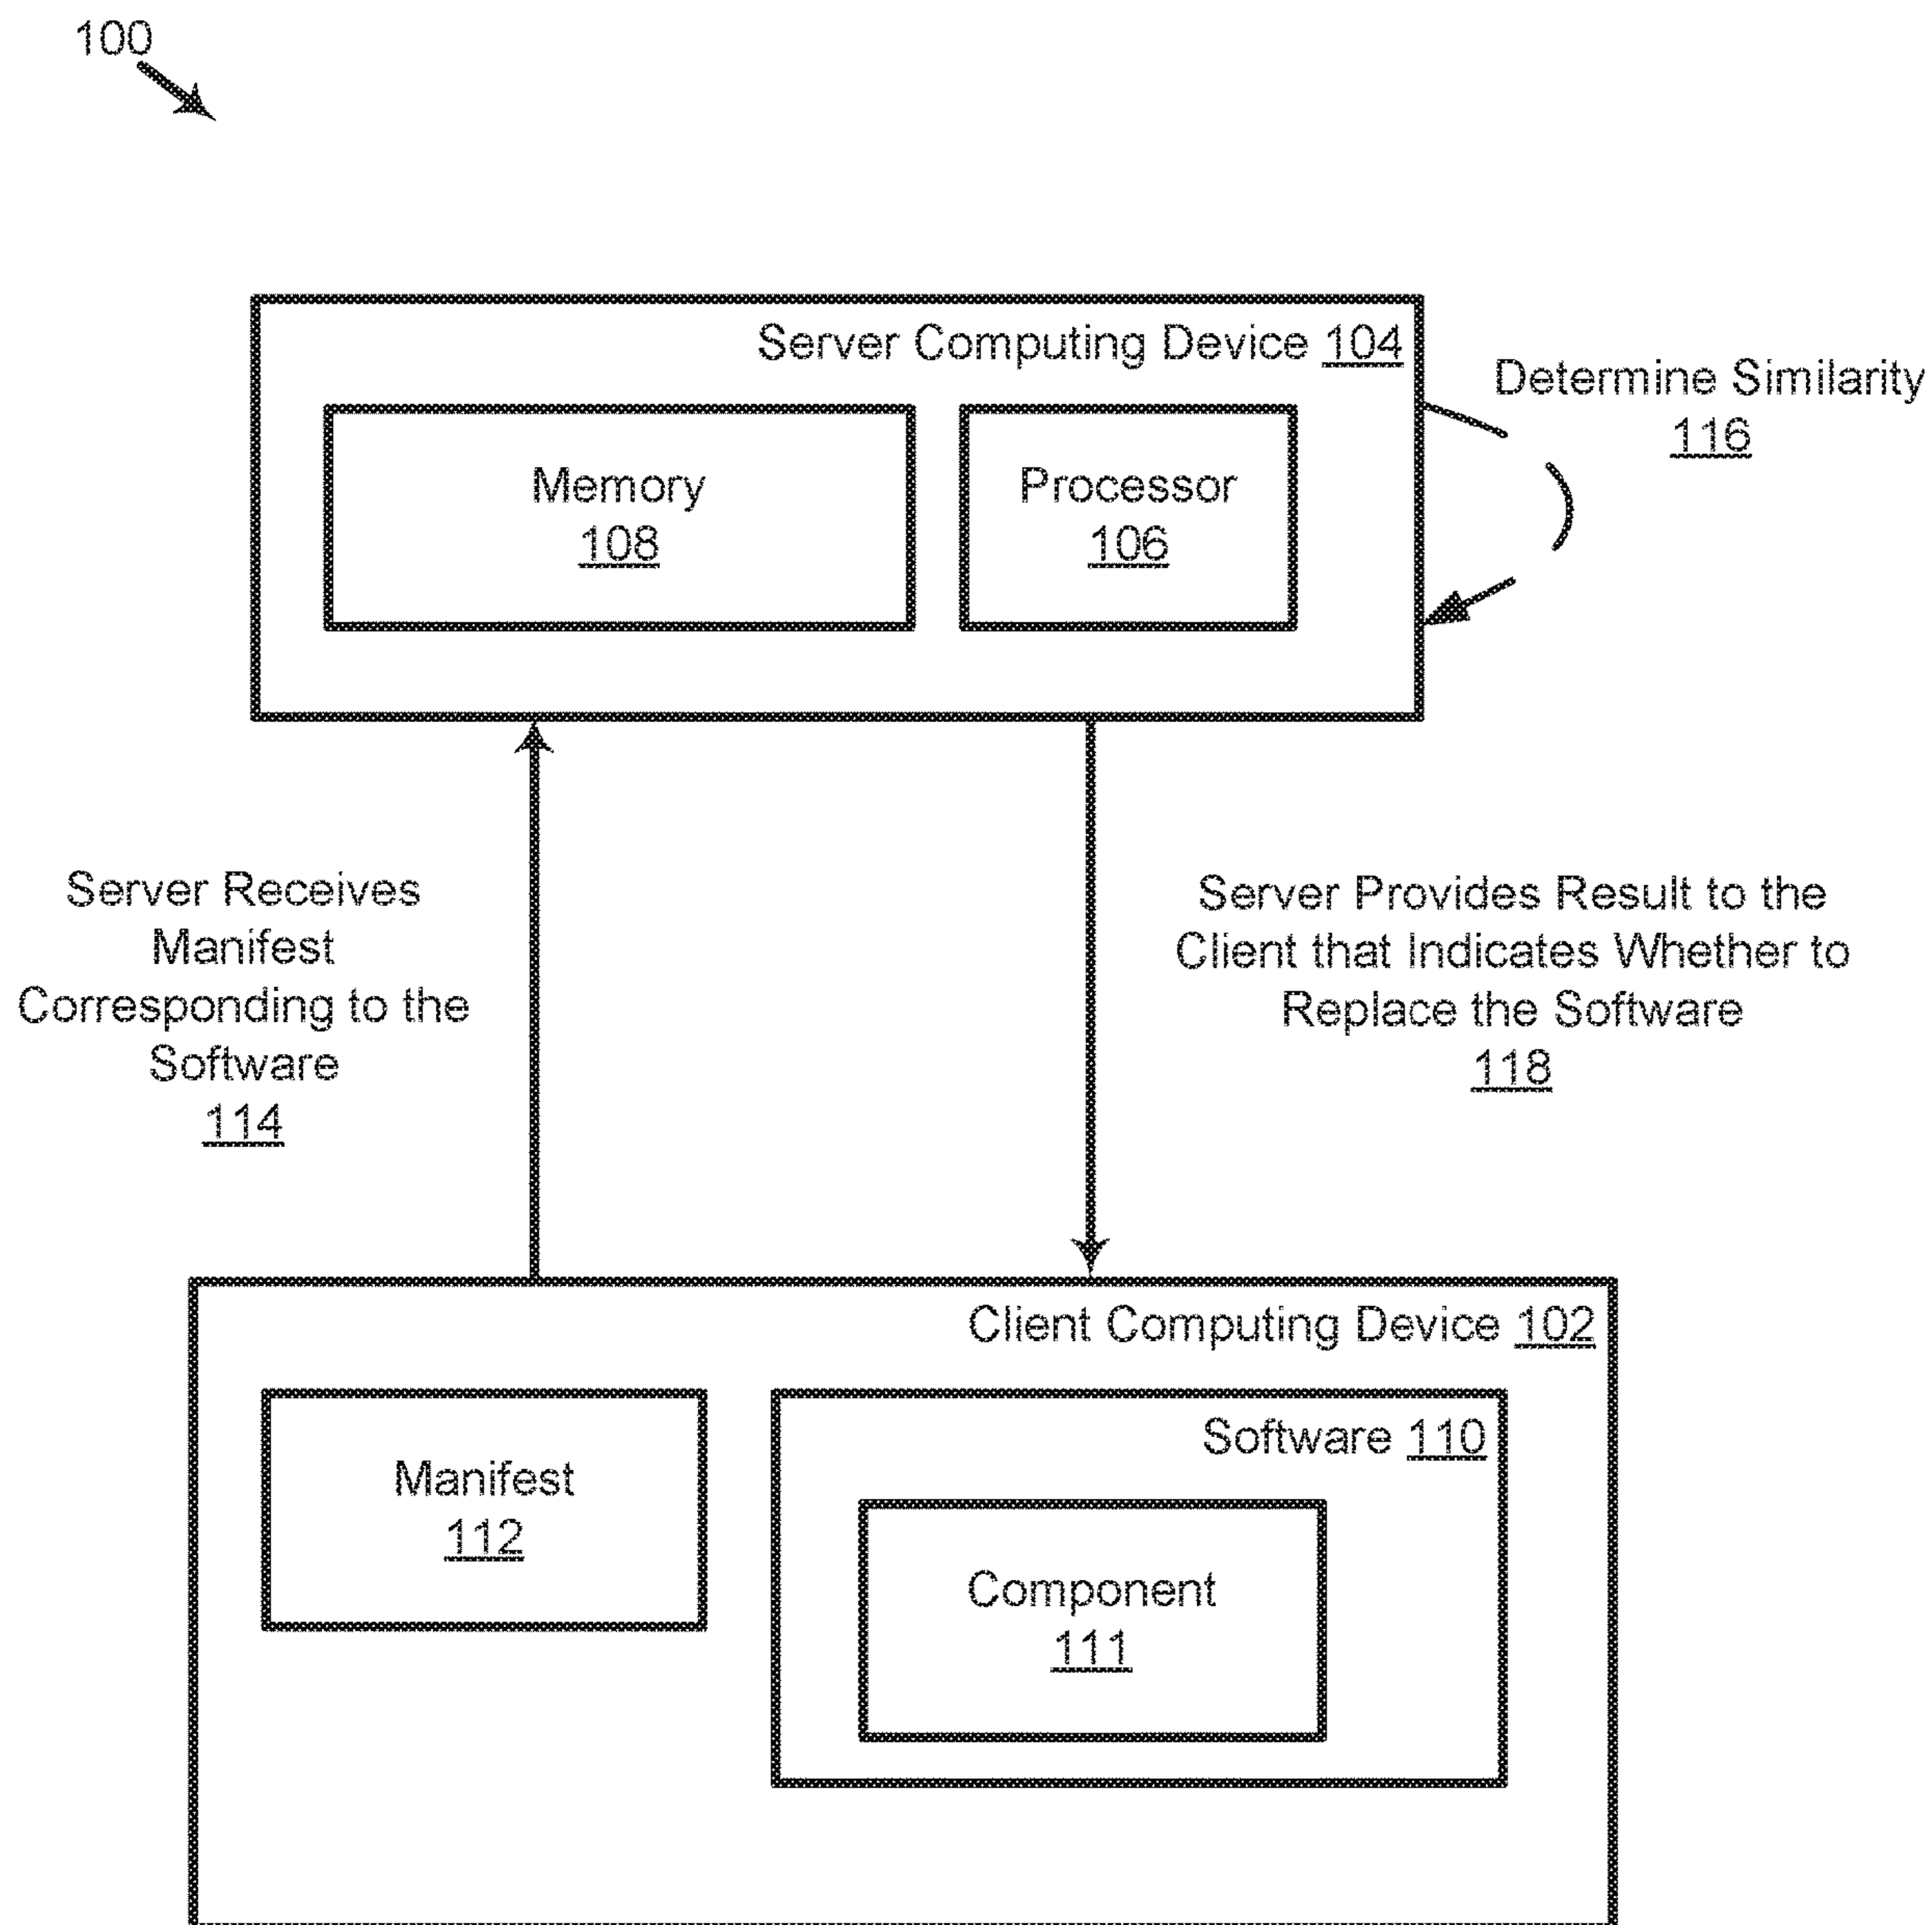 100
Server Computing Device 104
Determine Similarity
116
Memory
108
Processor
106
Server Receives
Manifest
Corresponding to the
Software
114
Server Provides Result to the
Client that Indicates Whether to
Replace the Software
118
Client Computing Device 102
Manifest
112
Software 110
Component
111